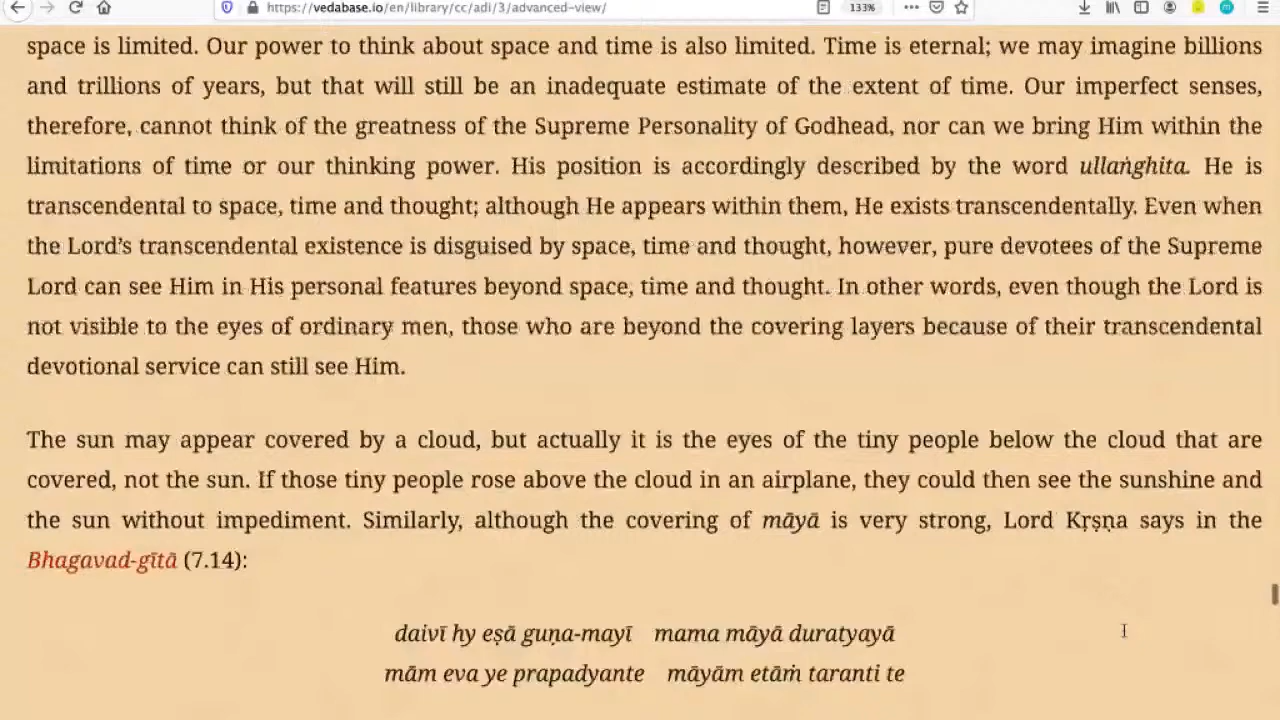 https://vedabase.io/en/library/cc/adi/3/advanced-view/
133%
space is limited. Our power to think about space and time is also limited. Time is eternal; we may imagine billions
and trillions of years, but that will still be an inadequate estimate of the extent of time. Our imperfect senses,
therefore, cannot think of the greatness of the Supreme Personality of Godhead, nor can we bring Him within the
limitations of time or our thinking power. His position is accordingly described by the word ullaṅghita. He is
transcendental to space, time and thought; although He appears within them, He exists transcendentally. Even when
the Lord’s transcendental existence is disguised by space, time and thought, however, pure devotees of the Supreme
Lord can see Him in His personal features beyond space, time and thought. In other words, even though the Lord is
not visible to the eyes of ordinary men, those who are beyond the covering layers because of their transcendental
devotional service can still see Him.
The sun may appear covered by a cloud, but actually it is the eyes of the tiny people below the cloud that are
covered, not the sun. If those tiny people rose above the cloud in an airplane, they could then see the sunshine and
the sun without impediment. Similarly, although the covering of māyā is very strong, Lord Kṛṣṇa says in the
Bhagavad-gītā (7.14):
daivī hy eṣā guṇa-mayī mama māyā duratyayā
mām eva ye prapadyante māyām etāṁ taranti te